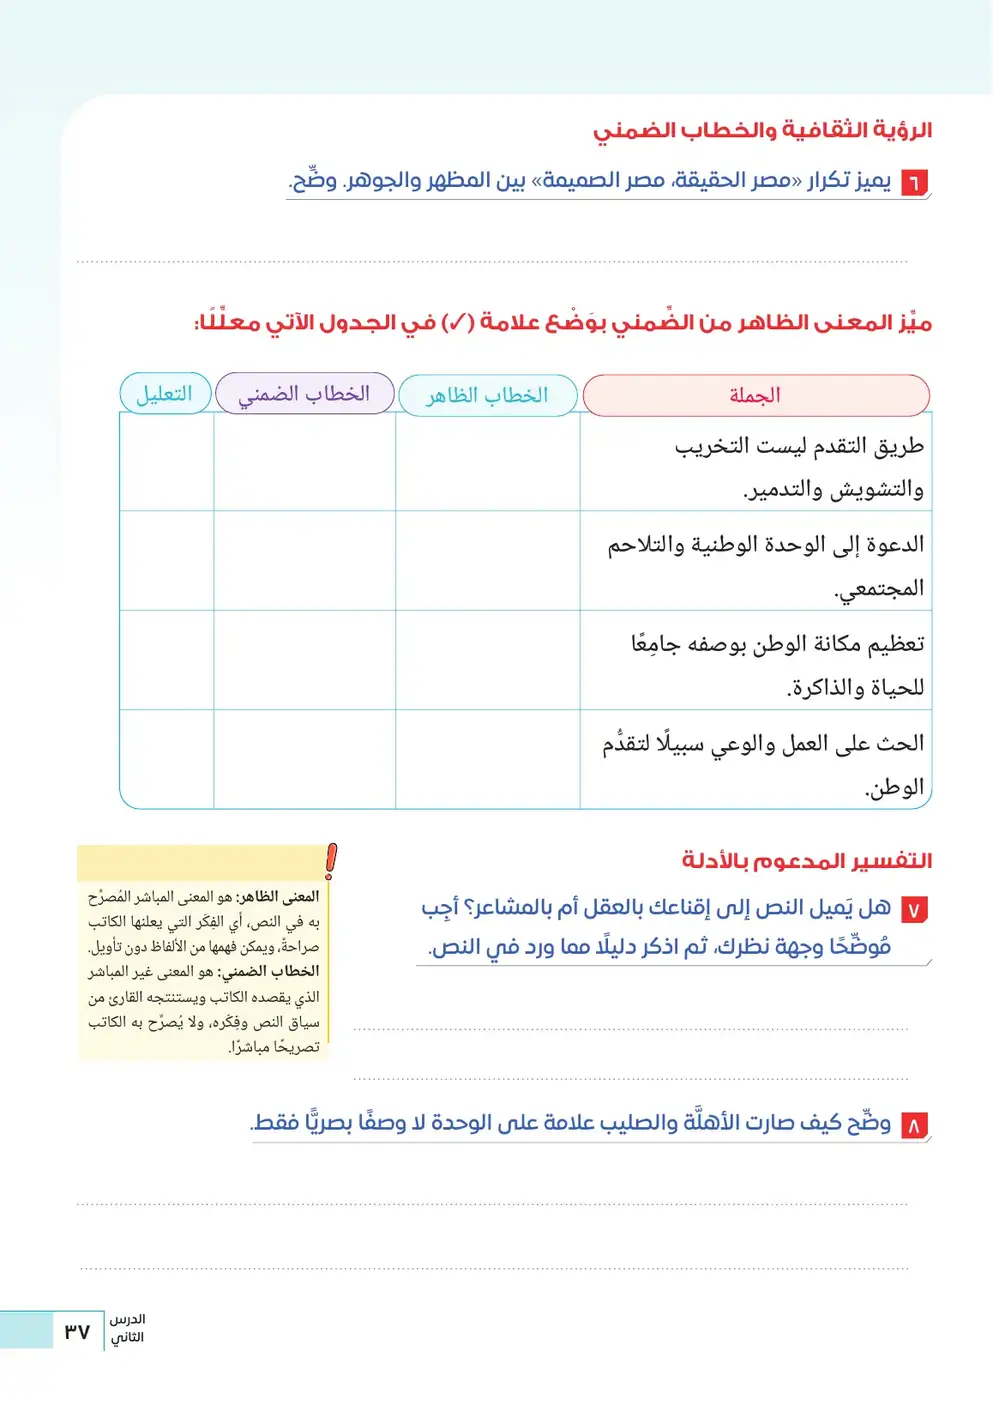 الرؤية الثقافية والخطاب الضمني
٦ يميز تكرار «مصر الحقيقة، مصر الصميمة» بين المظهر والجوهر. وضِّح.
ميِّز المعنى الظاهر من الضِّمني بوَضْع علامة (✓) في الجدول الآتي معلِّلًا:
الجملة الخطاب الظاهر الخطاب الضمني التعليل
طريق التقدم ليست التخريب
والتشويش والتدمير.
الدعوة إلى الوحدة الوطنية والتلاحم
المجتمعي.
تعظيم مكانة الوطن بوصفه جامِعًا
للحياة والذاكرة.
الحث على العمل والوعي سبيلًا لتقدُّم
الوطن.
التفسير المدعوم بالأدلة
٧ هل يَميل النص إلى إقناعك بالعقل أم بالمشاعر؟ أجِب
مُوضِّحًا وجهة نظرك، ثم اذكر دليلًا مما ورد في النص.
المعنى الظاهر: هو المعنى المباشر المُصرَّح
به في النص، أي الفِكَر التي يعلنها الكاتب
صراحةً، ويمكن فهمها من الألفاظ دون تأويل.
الخطاب الضمني: هو المعنى غير المباشر
الذي يقصده الكاتب ويستنتجه القارئ من
سياق النص وفِكَره، ولا يُصرَّح به الكاتب
تصريحًا مباشرًا.
٨ وضِّح كيف صارت الأهلَّة والصليب علامة على الوحدة لا وصفًا بصريًّا فقط.
الدرس
الثاني
٣٧